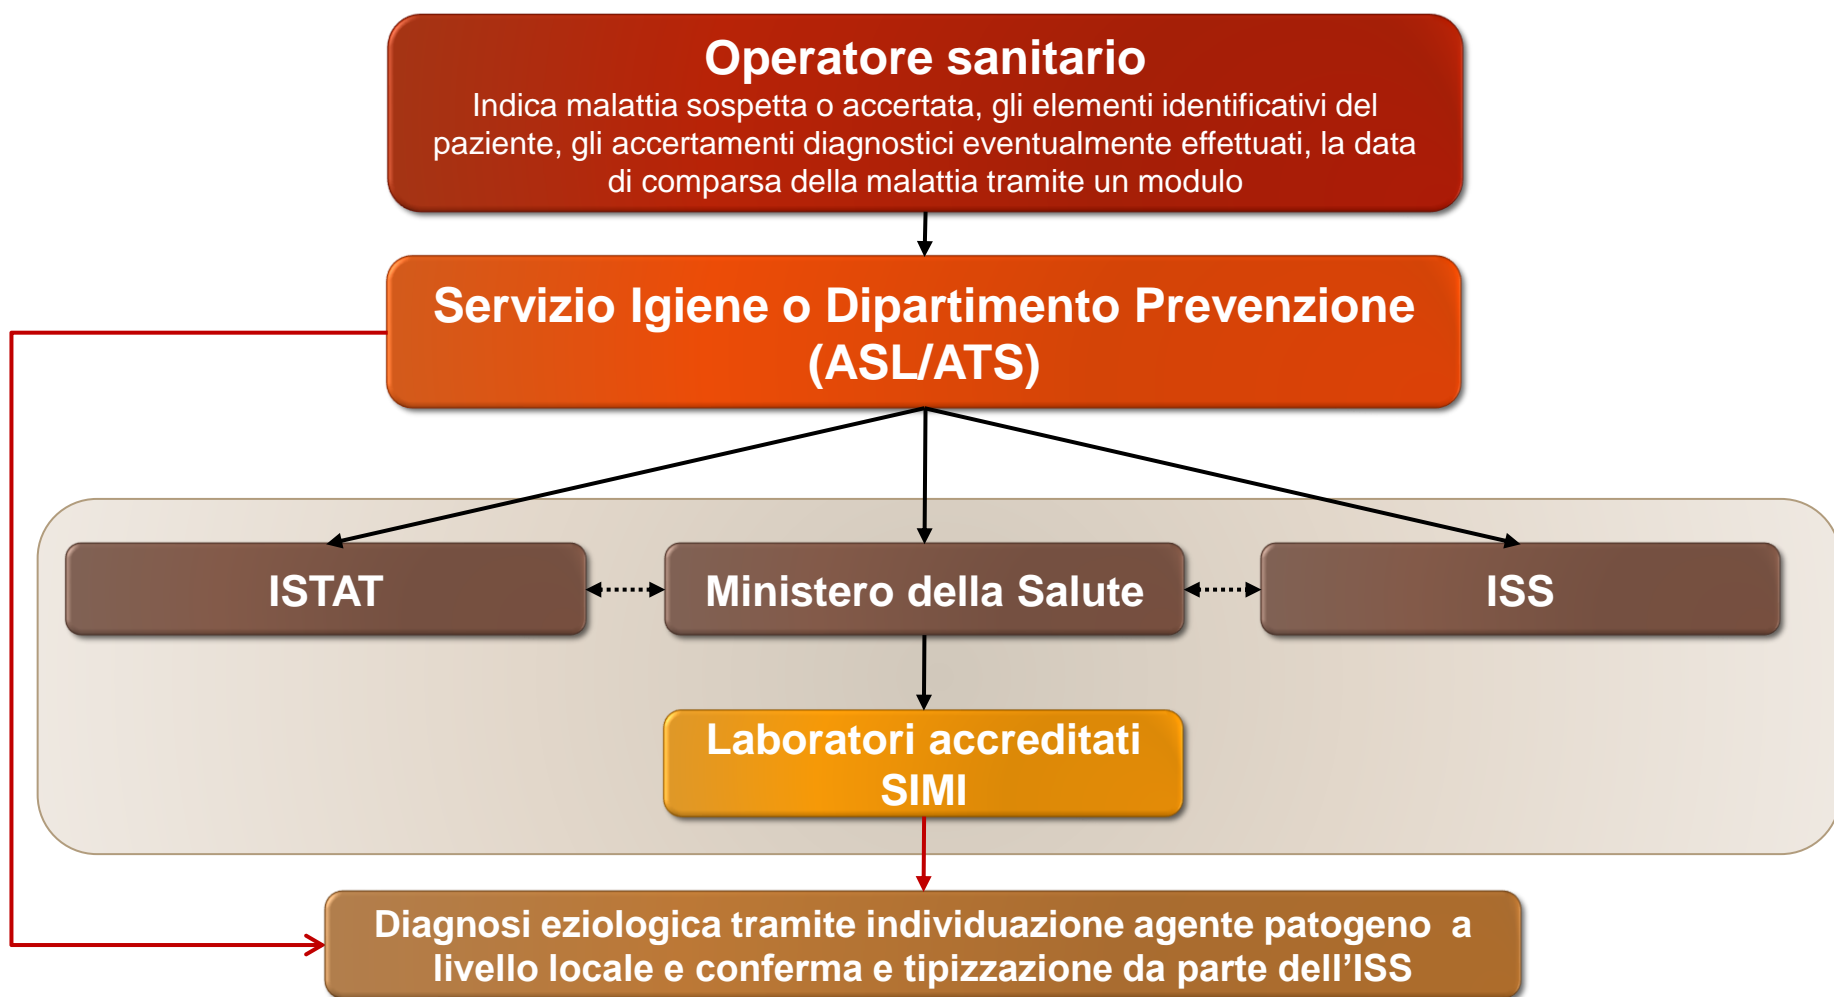 Operatore sanitario
Indica malattia sospetta o accertata, gli elementi identificativi del
paziente, gli accertamenti diagnostici eventualmente effettuati, la data
di comparsa della malattia tramite un modulo
Servizio Igiene o Dipartimento Prevenzione
(ASL/ATS)
ISTAT
Ministero della Salute
ISS
Laboratori accreditati
SIMI
Diagnosi eziologica tramite individuazione agente patogeno a
livello locale e conferma e tipizzazione da parte dell’ISS